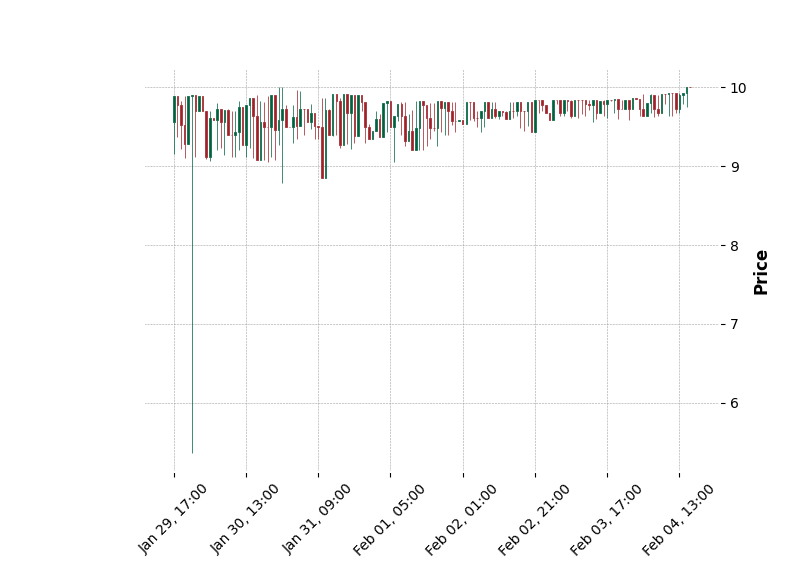 10
9
8
7
6
Price
Jan 29, 17:00
Jan 30, 13:00
Jan 31, 09:00
Feb 01, 05:00
Feb 02, 01:00
Feb 02, 21:00
Feb 03, 17:00
Feb 04, 13:00